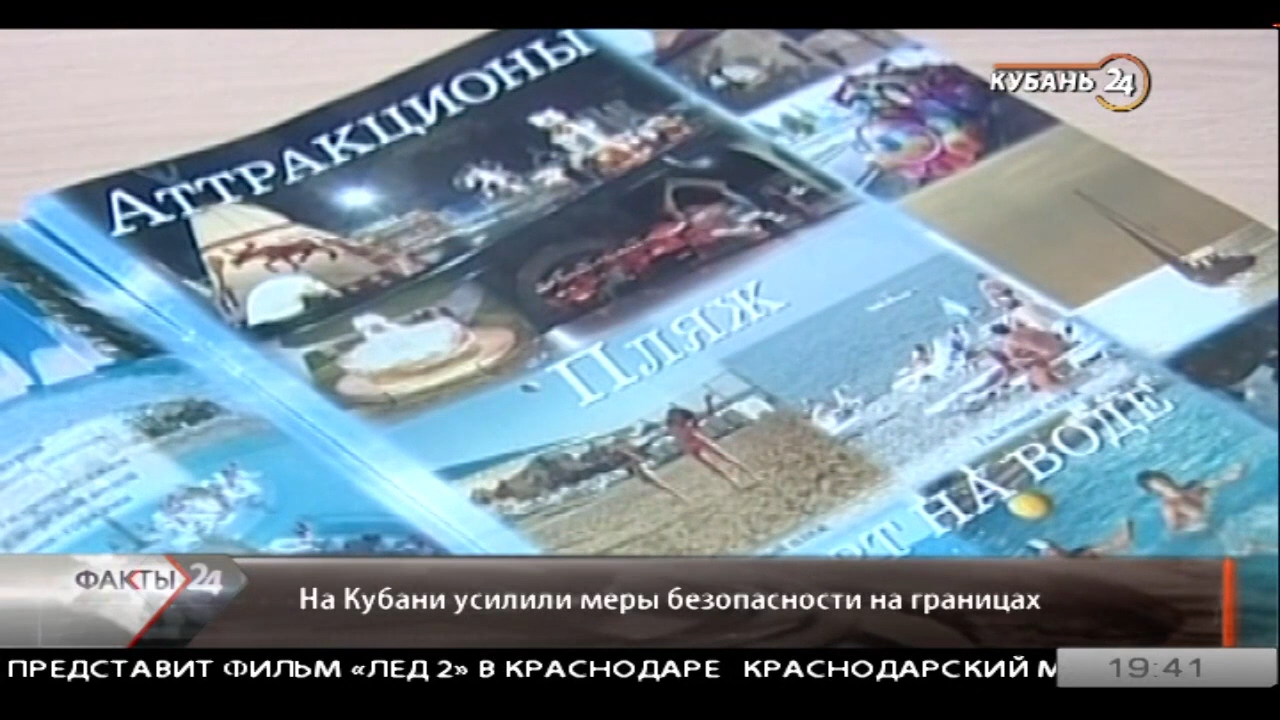 Аттракционы
КУБАНЬ 24
Пляж
НА ВОДЕ
ФАКТЫ 24
На Кубани усилили меры безопасности на границах
ПРЕДСТАВИТ ФИЛЬМ «ЛЕД 2» В КРАСНОДАРЕ КРАСНОДАРСКИЙ
19:41